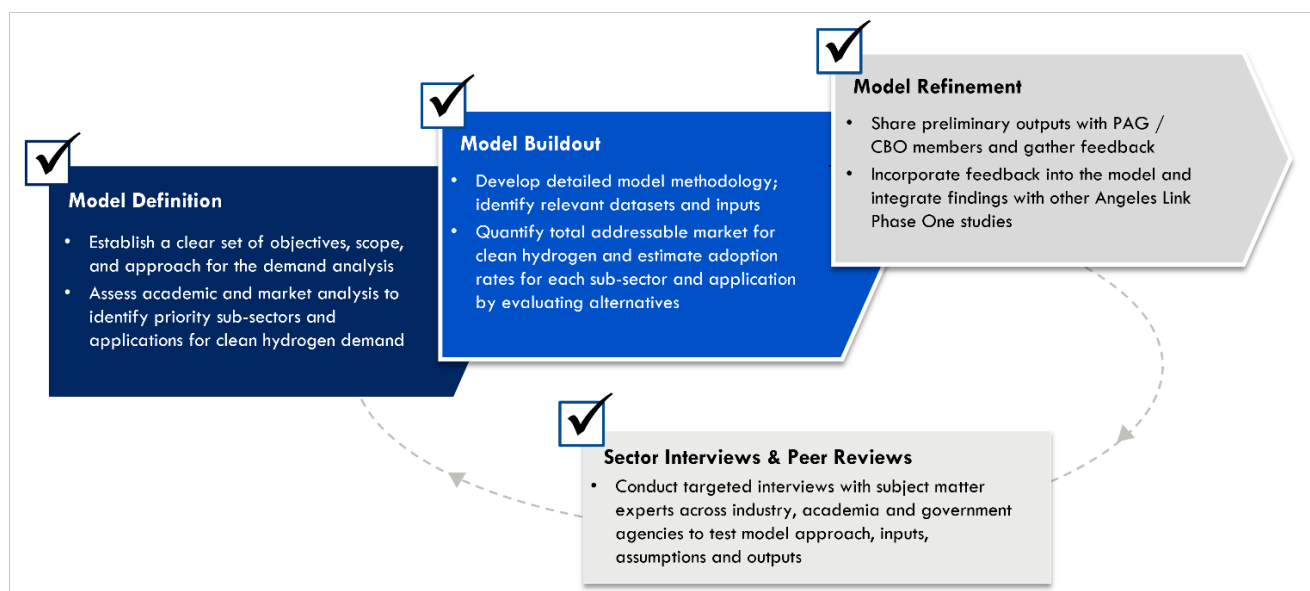 Model Definition
• Establish a clear set of objectives, scope,
and approach for the demand analysis
• Assess academic and market analysis to
identify priority sub-sectors and
applications for clean hydrogen demand
Model Buildout
• Develop detailed model methodology;
identify relevant datasets and inputs
• Quantify total addressable market for
clean hydrogen and estimate adoption
rates for each sub-sector and application
by evaluating alternatives
Model Refinement
• Share preliminary outputs with PAG /
CBO members and gather feedback
• Incorporate feedback into the model and
integrate findings with other Angeles Link
Phase One studies
Sector Interviews & Peer Reviews
• Conduct targeted interviews with subject matter
experts across industry, academia and government
agencies to test model approach, inputs,
assumptions and outputs